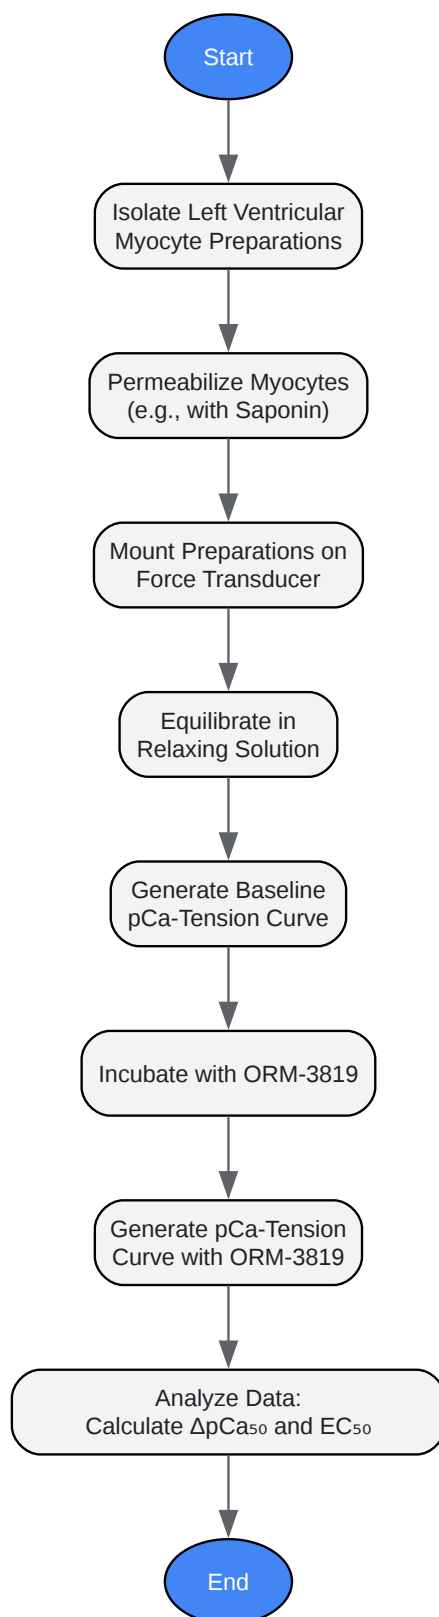 Start
Isolate Left Ventricular
Myocyte Preparations
Permeabilize Myocytes
(e.g., with Saponin)
Mount Preparations on
Force Transducer
Equilibrate in
Relaxing Solution
Generate Baseline
pCa-Tension Curve
Incubate with ORM-3819
Generate pCa-Tension
Curve with ORM-3819
Analyze Data:
Calculate ΔpCa₅₀ and EC₅₀
End